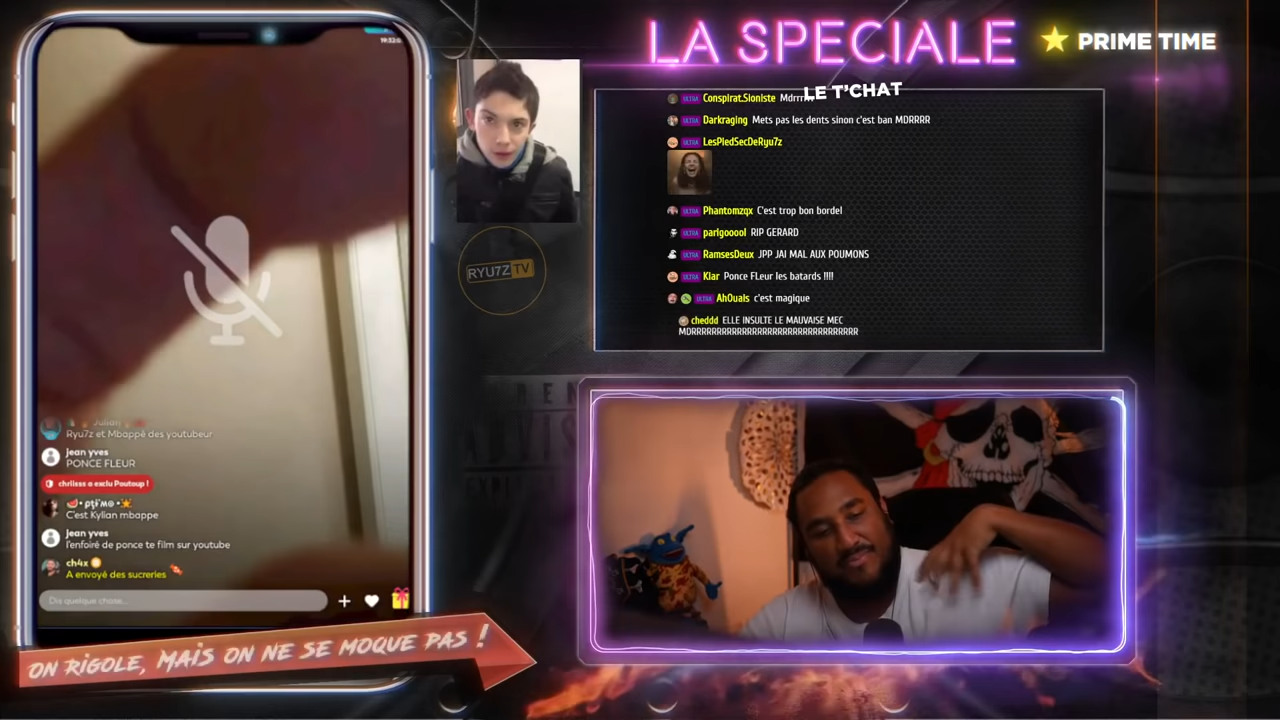 LA SPECIALE
PRIME TIME
LE T'CHAT
Conspirat.Sioniste
Darkraging Mets pas les dents sinon c'est ban MDRRRR
LesPiedSecDeRyu7z
Phantomzqx C'est trop bon bordel
parigooool RIP GERARD
RamsesDeux JPP JAI MAL AUX POUMONS
Klar Ponce FLeur les batards !!!!
AhOuais c'est magique
cheddd ELLE INSULTE LE MAUVAISE MEC
RYU7Z TV
Julian
Ryu7z et Mbappé des youtubeur
Jean yves
PONCE FLEUR
chrlisss a exclu Poutoup !
C'est Kylian mbappe
Jean yves
l'enfoiré de ponce te film sur youtube
ch4x
A envoyé des sucreries
Dis quelque chose...
ON RIGOLE, MAIS ON NE SE MOQUE PAS !